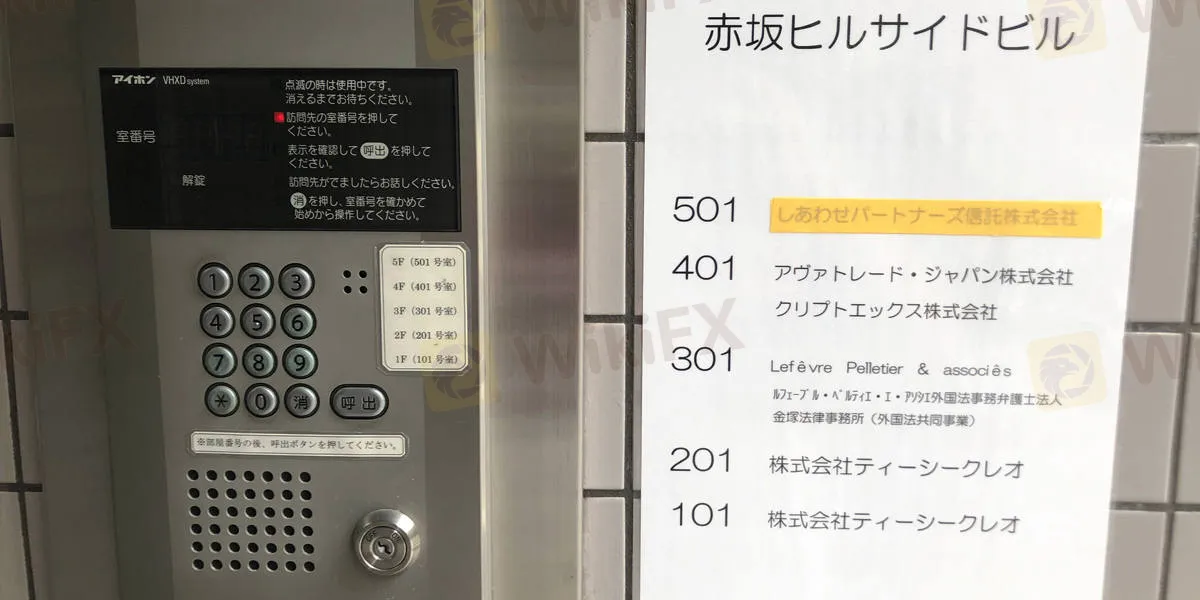 アイホン VHXD system
点滅の時は使用中です。
消えるまでお待ちください。
訪問先の室番号を押して
ください。
室番号
表示を確認して 呼出 を押して
ください。
解錠
訪問先がでましたらお話しください。
消 を押し、室番号を確かめて
始めから操作してください。
1 2 3
4 5 6
7 8 9
* 0 消 呼出
5F（501号室）
4F（401号室）
3F（301号室）
2F（201号室）
1F（101号室）
※部屋番号の後、呼出ボタンを押してください。
赤坂ヒルサイドビル
501 しあわせパートナーズ信託株式会社
401 アヴァトレード・ジャパン株式会社
クリプトエックス株式会社
301 Lefêvre Pelletier & associês
ﾙﾌｪｰﾌﾞﾙ・ﾍﾟﾙﾃｨｴ・ｴ・ｱｿｼｴ外国法事務弁護士法人
金塚法律事務所（外国法共同事業）
201 株式会社ティーシークレオ
101 株式会社ティーシークレオ
WikiFX
WikiFX
WikiFX
WikiFX